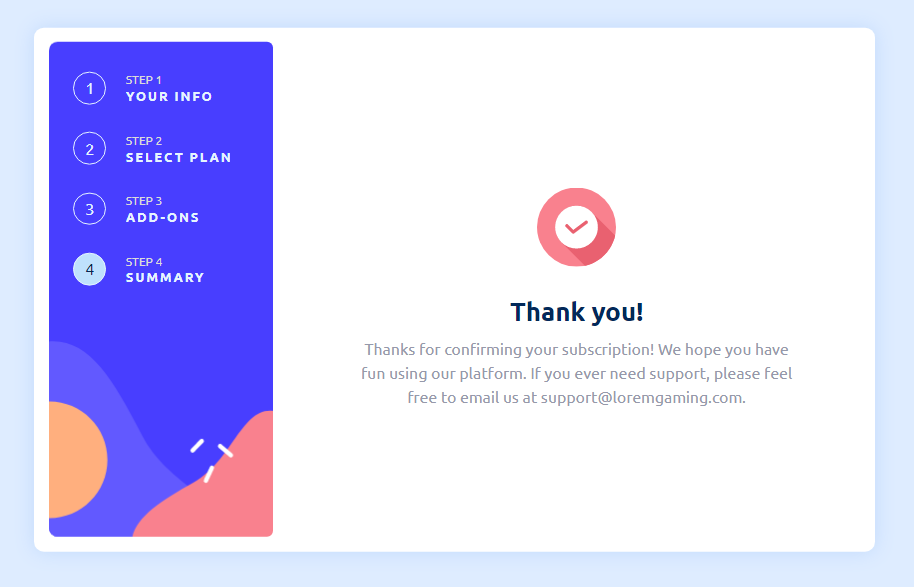 1
STEP 1
YOUR INFO
2
STEP 2
SELECT PLAN
3
STEP 3
ADD-ONS
4
STEP 4
SUMMARY
Thank you!
Thanks for confirming your subscription! We hope you have
fun using our platform. If you ever need support, please feel
free to email us at support@loremgaming.com.